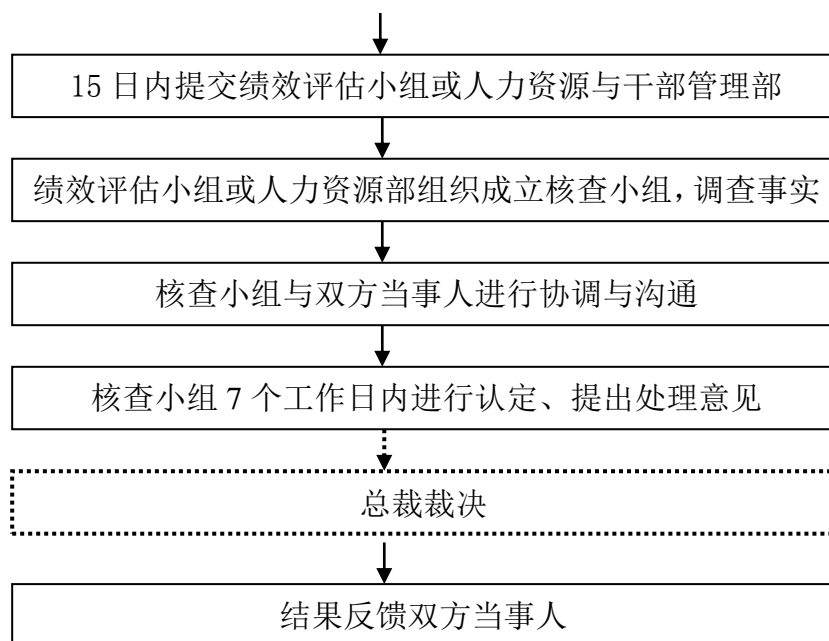 15 日内提交绩效评估小组或人力资源与干部管理部
绩效评估小组或人力资源部组织成立核查小组，调查事实
核查小组与双方当事人进行协调与沟通
核查小组 7 个工作日内进行认定、提出处理意见
总裁裁决
结果反馈双方当事人